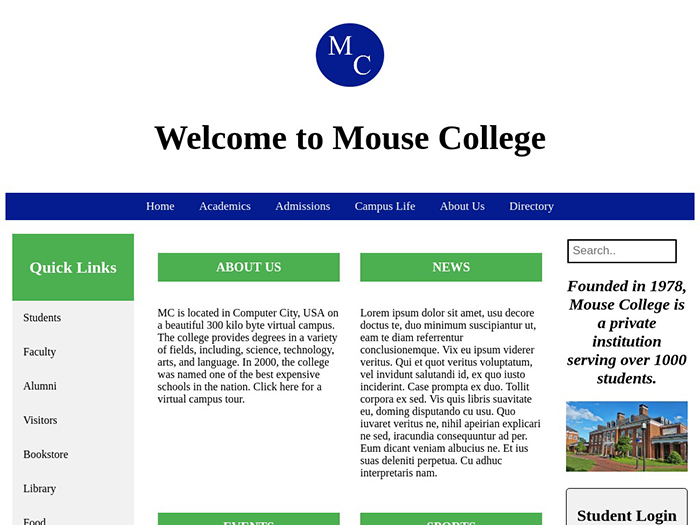 M
C
Welcome to Mouse College
Home Academics Admissions Campus Life About Us Directory
Quick Links
Students
Faculty
Alumni
Visitors
Bookstore
Library
Food
ABOUT US
MC is located in Computer City, USA on
a beautiful 300 kilo byte virtual campus.
The college provides degrees in a variety
of fields, including, science, technology,
arts, and language. In 2000, the college
was named one of the best expensive
schools in the nation. Click here for a
virtual campus tour.
EVENTS
NEWS
Lorem ipsum dolor sit amet, usu decore
doctus te, duo minimum suscipiantur ut,
eam te diam referrentur
conclusionemque. Vix eu ipsum viderer
veritus. Qui et quot veritus voluptatum,
vel invidunt salutandi id, ex quo iusto
inciderint. Case prompta ex duo. Tollit
corpora ex sed. Vis quis libris suavitate
eu, doming disputando cu usu. Quo
iuvaret veritus ne, nihil apeirian explicari
ne sed, iracundia consequuntur ad per.
Eum dicant veniam albucius ne. Et ius
suas deleniti perpetua. Cu adhuc
interpretaris nam.
SPORTS
Search..
Founded in 1978,
Mouse College is
a private
institution
serving over 1000
students.
Student Login